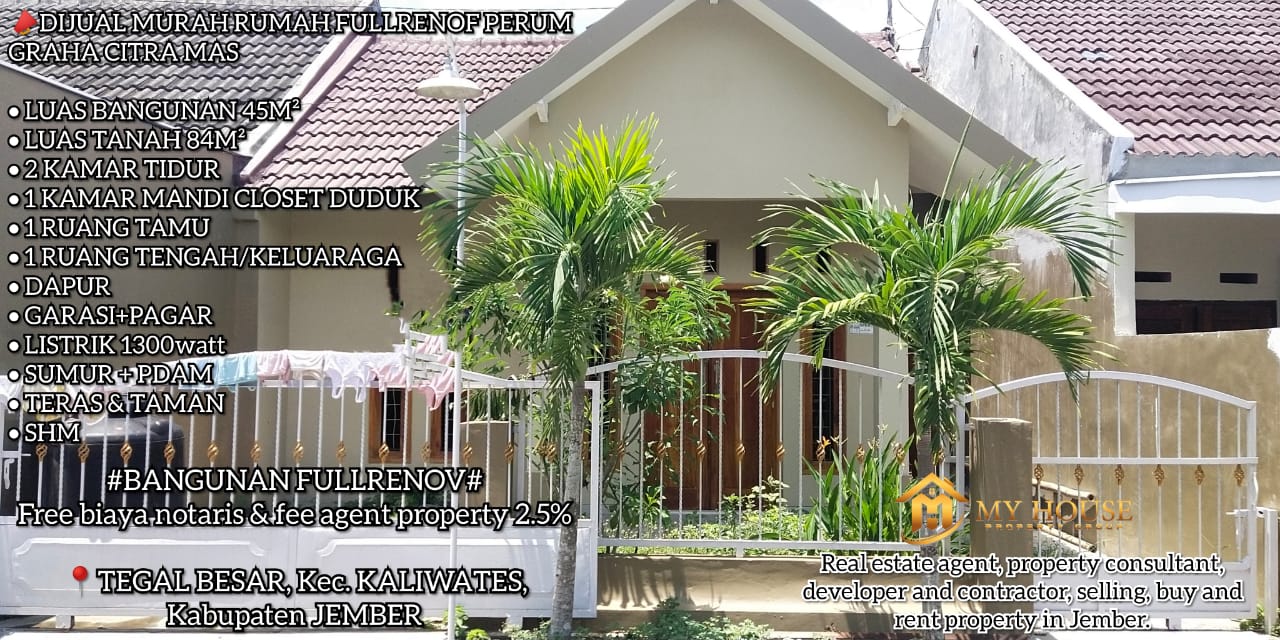 📢DIJUAL MURAH RUMAH FULLRENOF PERUM
GRAHA CITRA MAS
• LUAS BANGUNAN 45M²
• LUAS TANAH 84M²
• 2 KAMAR TIDUR
• 1 KAMAR MANDI CLOSET DUDUK
• 1 RUANG TAMU
• 1 RUANG TENGAH/KELUARAGA
• DAPUR
• GARASI+PAGAR
• LISTRIK 1300watt
• SUMUR + PDAM
• TERAS & TAMAN
• SHM
#BANGUNAN FULLRENOV#
Free biaya notaris & fee agent property 2.5%
📍 TEGAL BESAR, Kec. KALIWATES,
Kabupaten JEMBER
MY HOUSE
PROPERTY GROUP
Real estate agent, property consultant,
developer and contractor, selling, buy and
rent property in Jember.